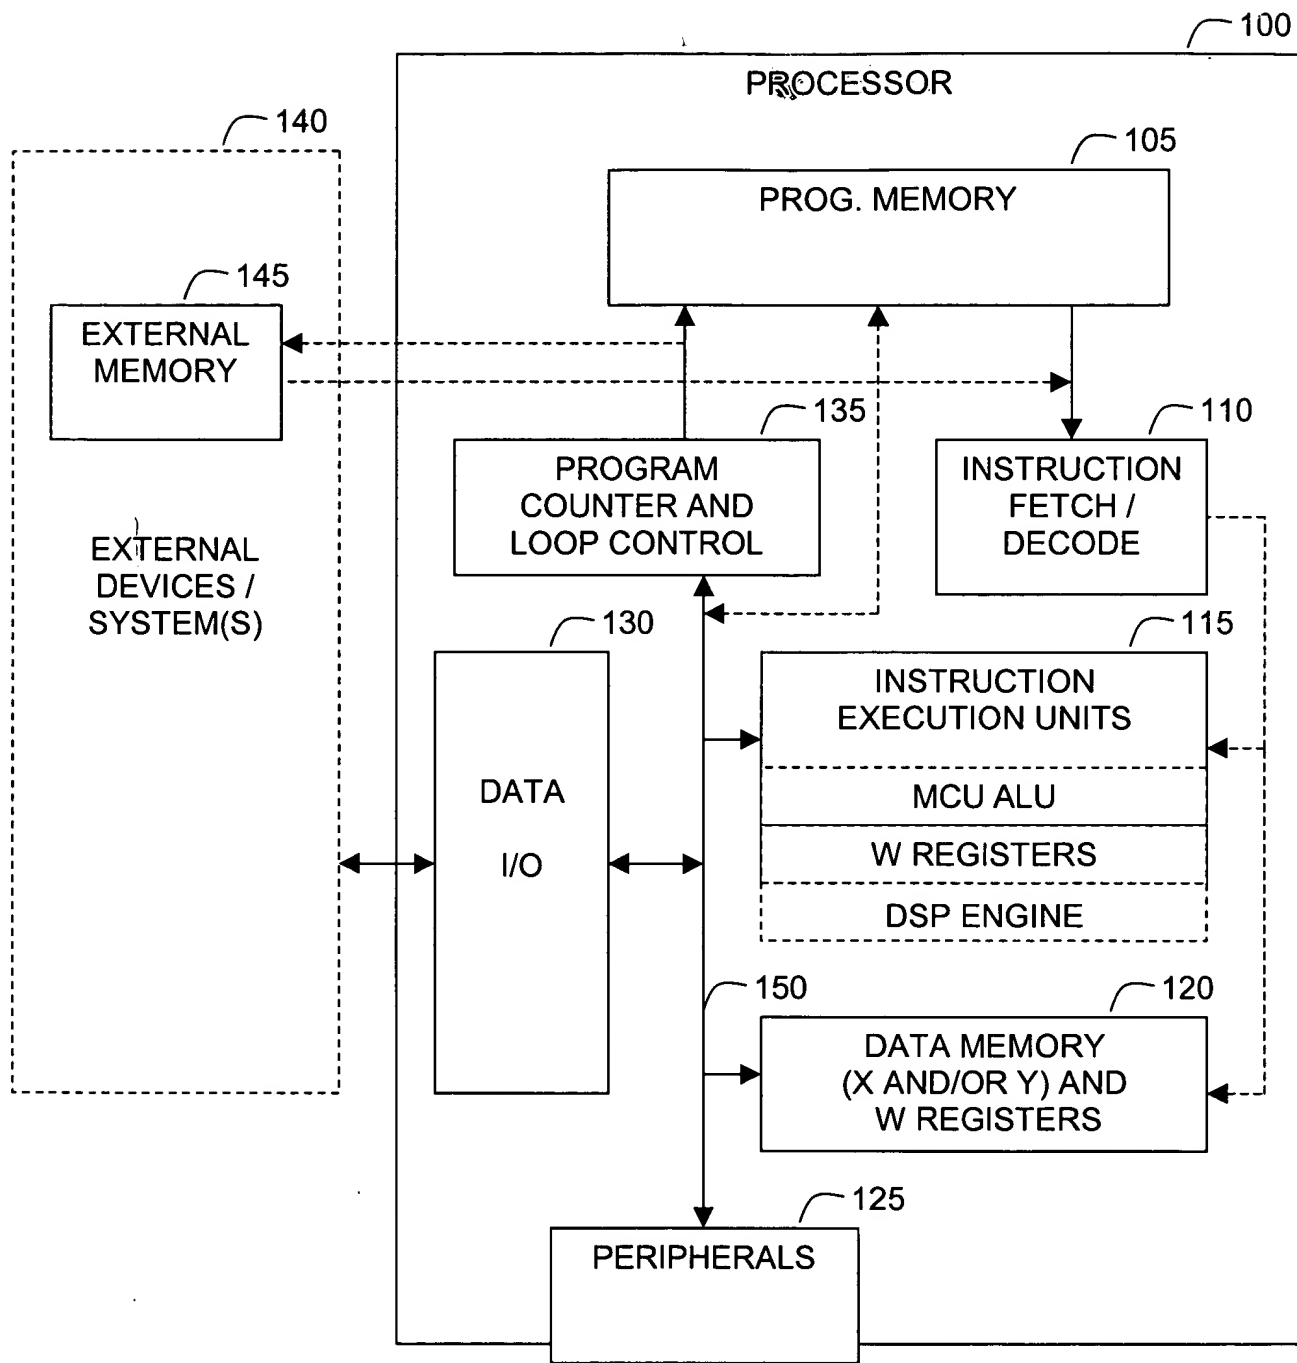 100
PROCESSOR
140
105
PROG. MEMORY
145
EXTERNAL
MEMORY
135
110
PROGRAM
COUNTER AND
LOOP CONTROL
INSTRUCTION
FETCH /
DECODE
EXTERNAL
DEVICES /
SYSTEM(S)
130
115
DATA
I/O
INSTRUCTION
EXECUTION UNITS
MCU ALU
W REGISTERS
DSP ENGINE
150
120
DATA MEMORY
(X AND/OR Y) AND
W REGISTERS
125
PERIPHERALS